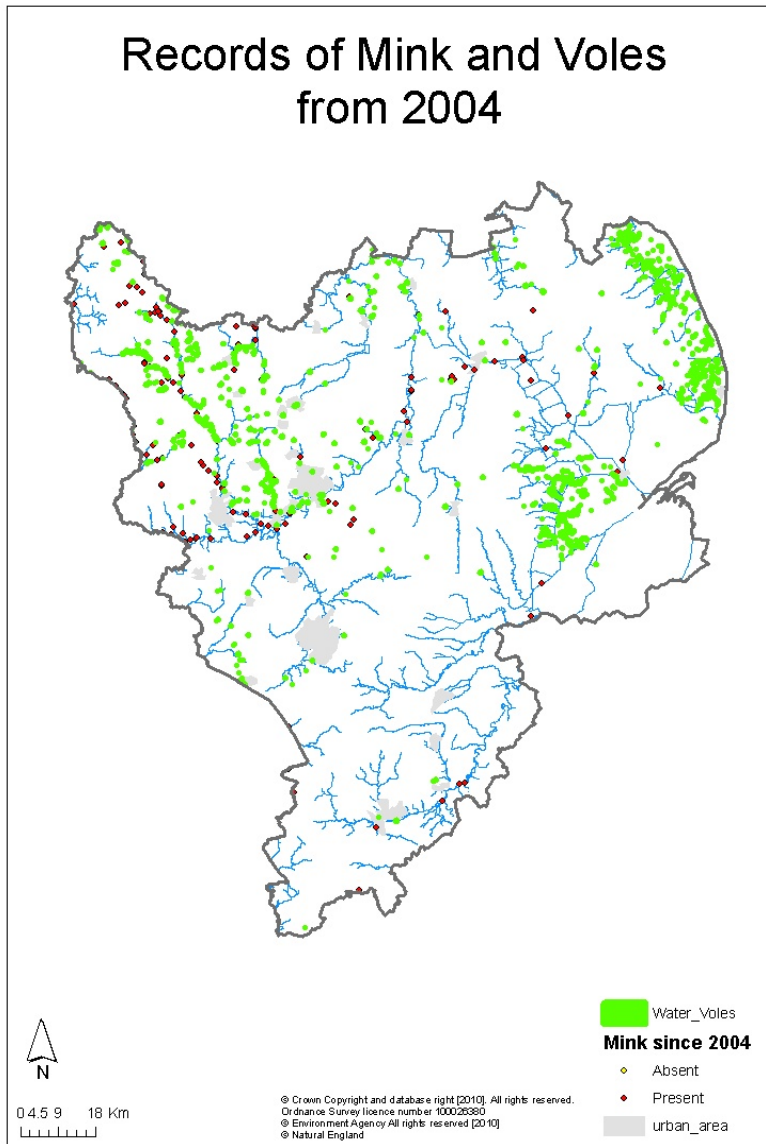 Records of Mink and Voles
from 2004
Water_Voles
Mink since 2004
Absent
Present
urban_area
N
0 4.5 9 18 Km
© Crown Copyright and database right [2010]. All rights reserved.
Ordnance Survey licence number 100026380
© Environment Agency All rights reserved [2010]
© Natural England